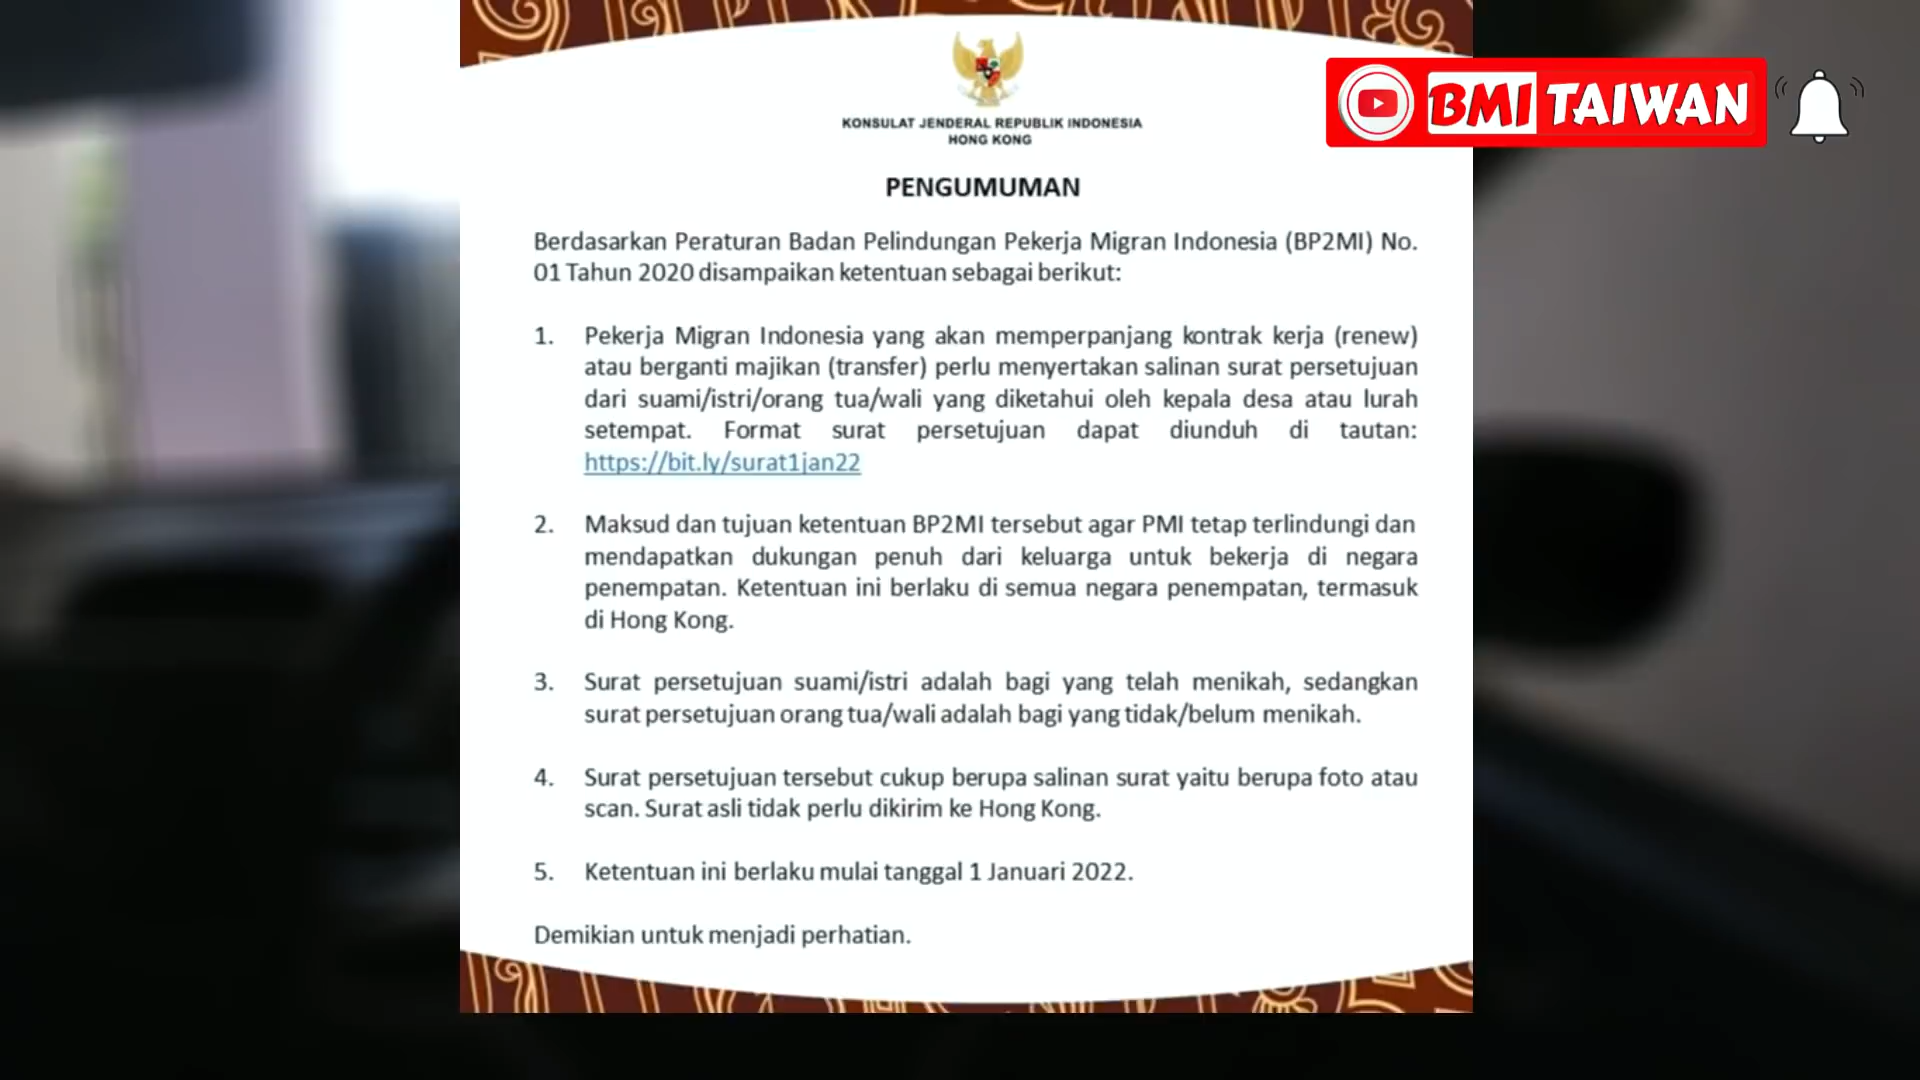 BMI TAIWAN
KONSULAT JENDERAL REPUBLIK INDONESIA
HONG KONG
PENGUMUMAN
Berdasarkan Peraturan Badan Pelindungan Pekerja Migran Indonesia (BP2MI) No.
01 Tahun 2020 disampaikan ketentuan sebagai berikut:
1. Pekerja Migran Indonesia yang akan memperpanjang kontrak kerja (renew)
atau berganti majikan (transfer) perlu menyertakan salinan surat persetujuan
dari suami/istri/orang tua/wali yang diketahui oleh kepala desa atau lurah
setempat. Format surat persetujuan dapat diunduh di tautan:
https://bit.ly/surat1jan22
2. Maksud dan tujuan ketentuan BP2MI tersebut agar PMI tetap terlindungi dan
mendapatkan dukungan penuh dari keluarga untuk bekerja di negara
penempatan. Ketentuan ini berlaku di semua negara penempatan, termasuk
di Hong Kong.
3. Surat persetujuan suami/istri adalah bagi yang telah menikah, sedangkan
surat persetujuan orang tua/wali adalah bagi yang tidak/belum menikah.
4. Surat persetujuan tersebut cukup berupa salinan surat yaitu berupa foto atau
scan. Surat asli tidak perlu dikirim ke Hong Kong.
5. Ketentuan ini berlaku mulai tanggal 1 Januari 2022.
Demikian untuk menjadi perhatian.